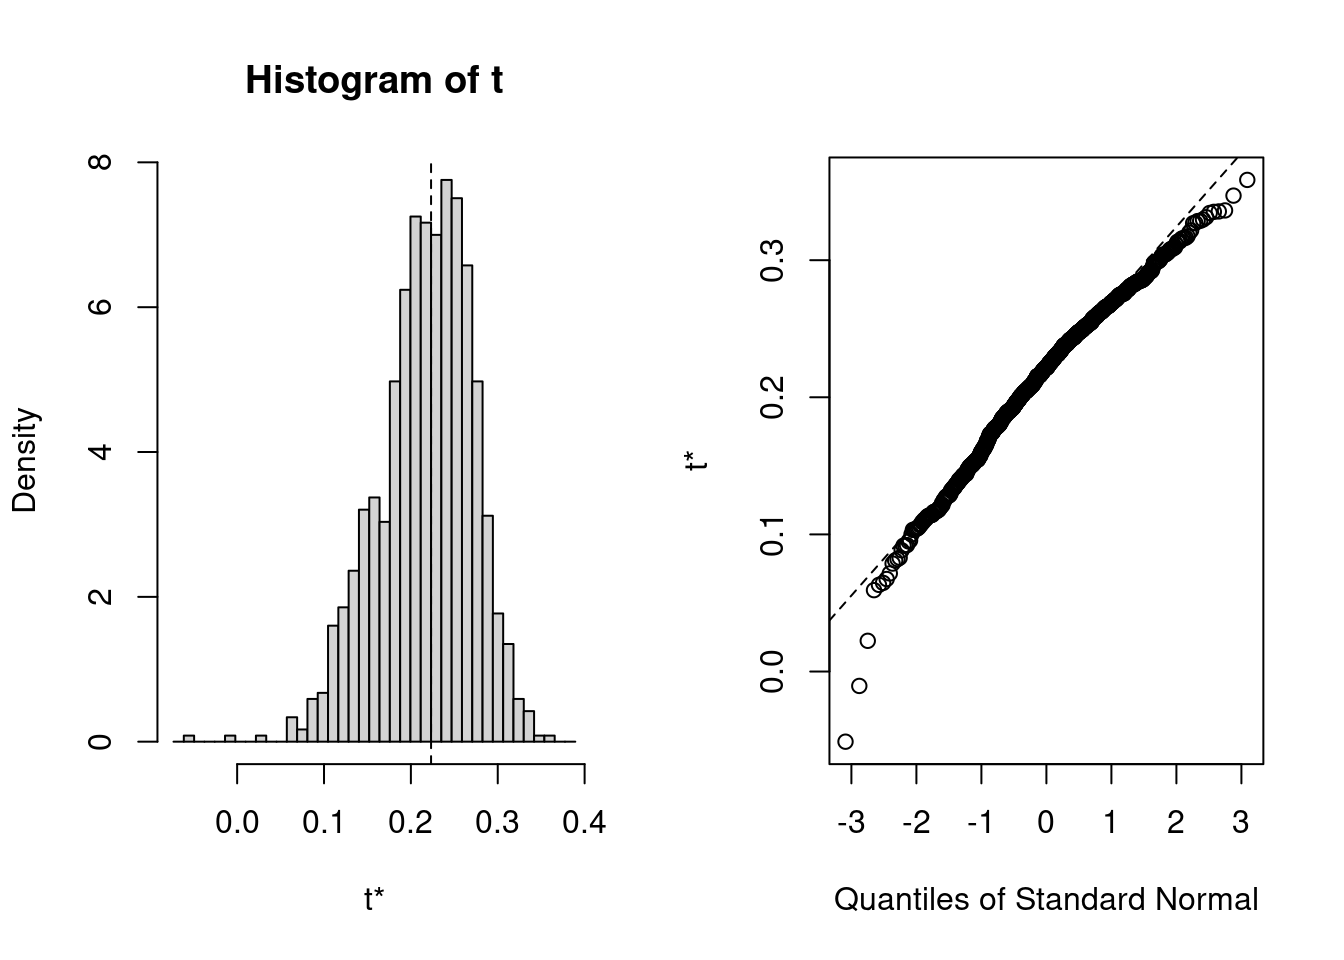 Histogram of t
Density
0
2
4
6
8
0.0 0.1 0.2 0.3 0.4
t*
t*
0.0
0.1
0.2
0.3
-3 -2 -1 0 1 2 3
Quantiles of Standard Normal